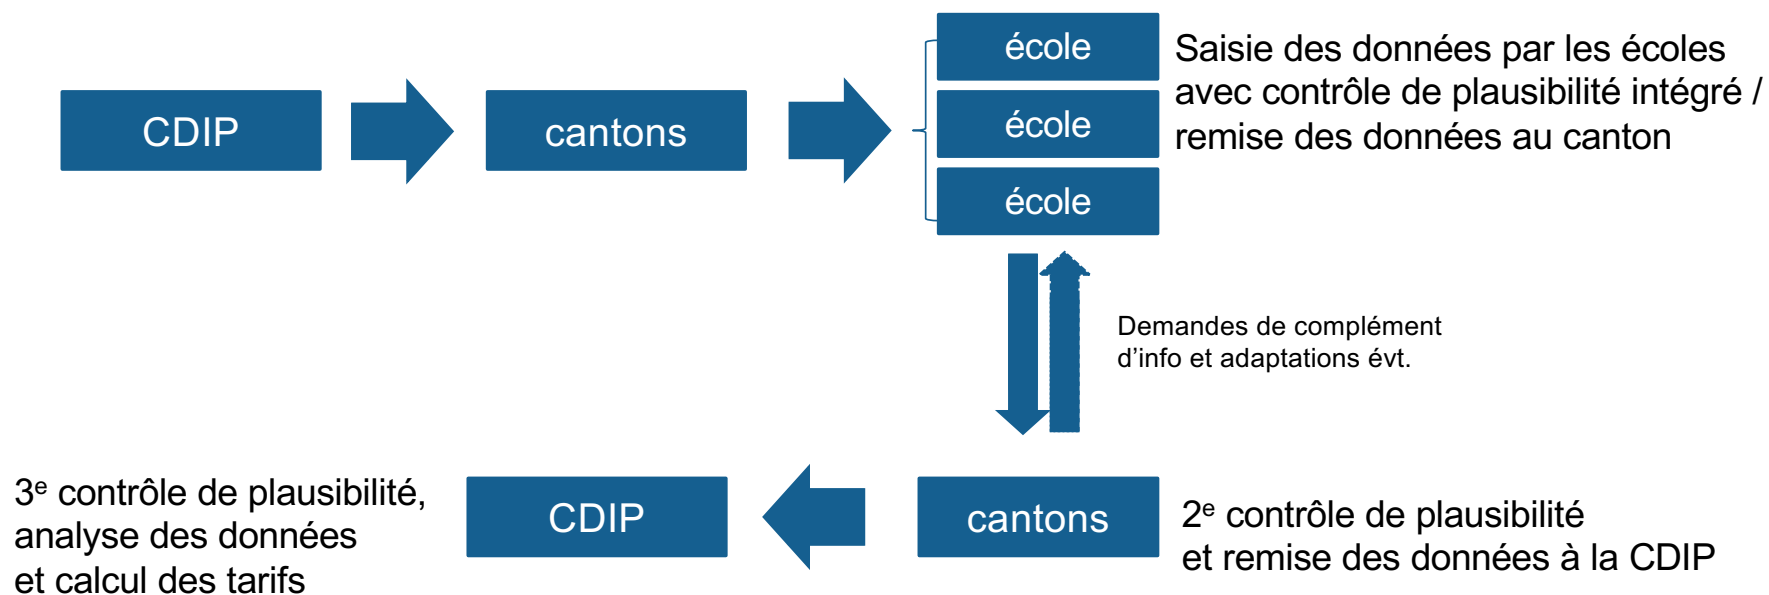 CDIP
cantons
école
école
école
Saisie des données par les écoles
avec contrôle de plausibilité intégré /
remise des données au canton
Demandes de complément
d’info et adaptations évt.
3e contrôle de plausibilité,
analyse des données
et calcul des tarifs
CDIP
cantons
2e contrôle de plausibilité
et remise des données à la CDIP